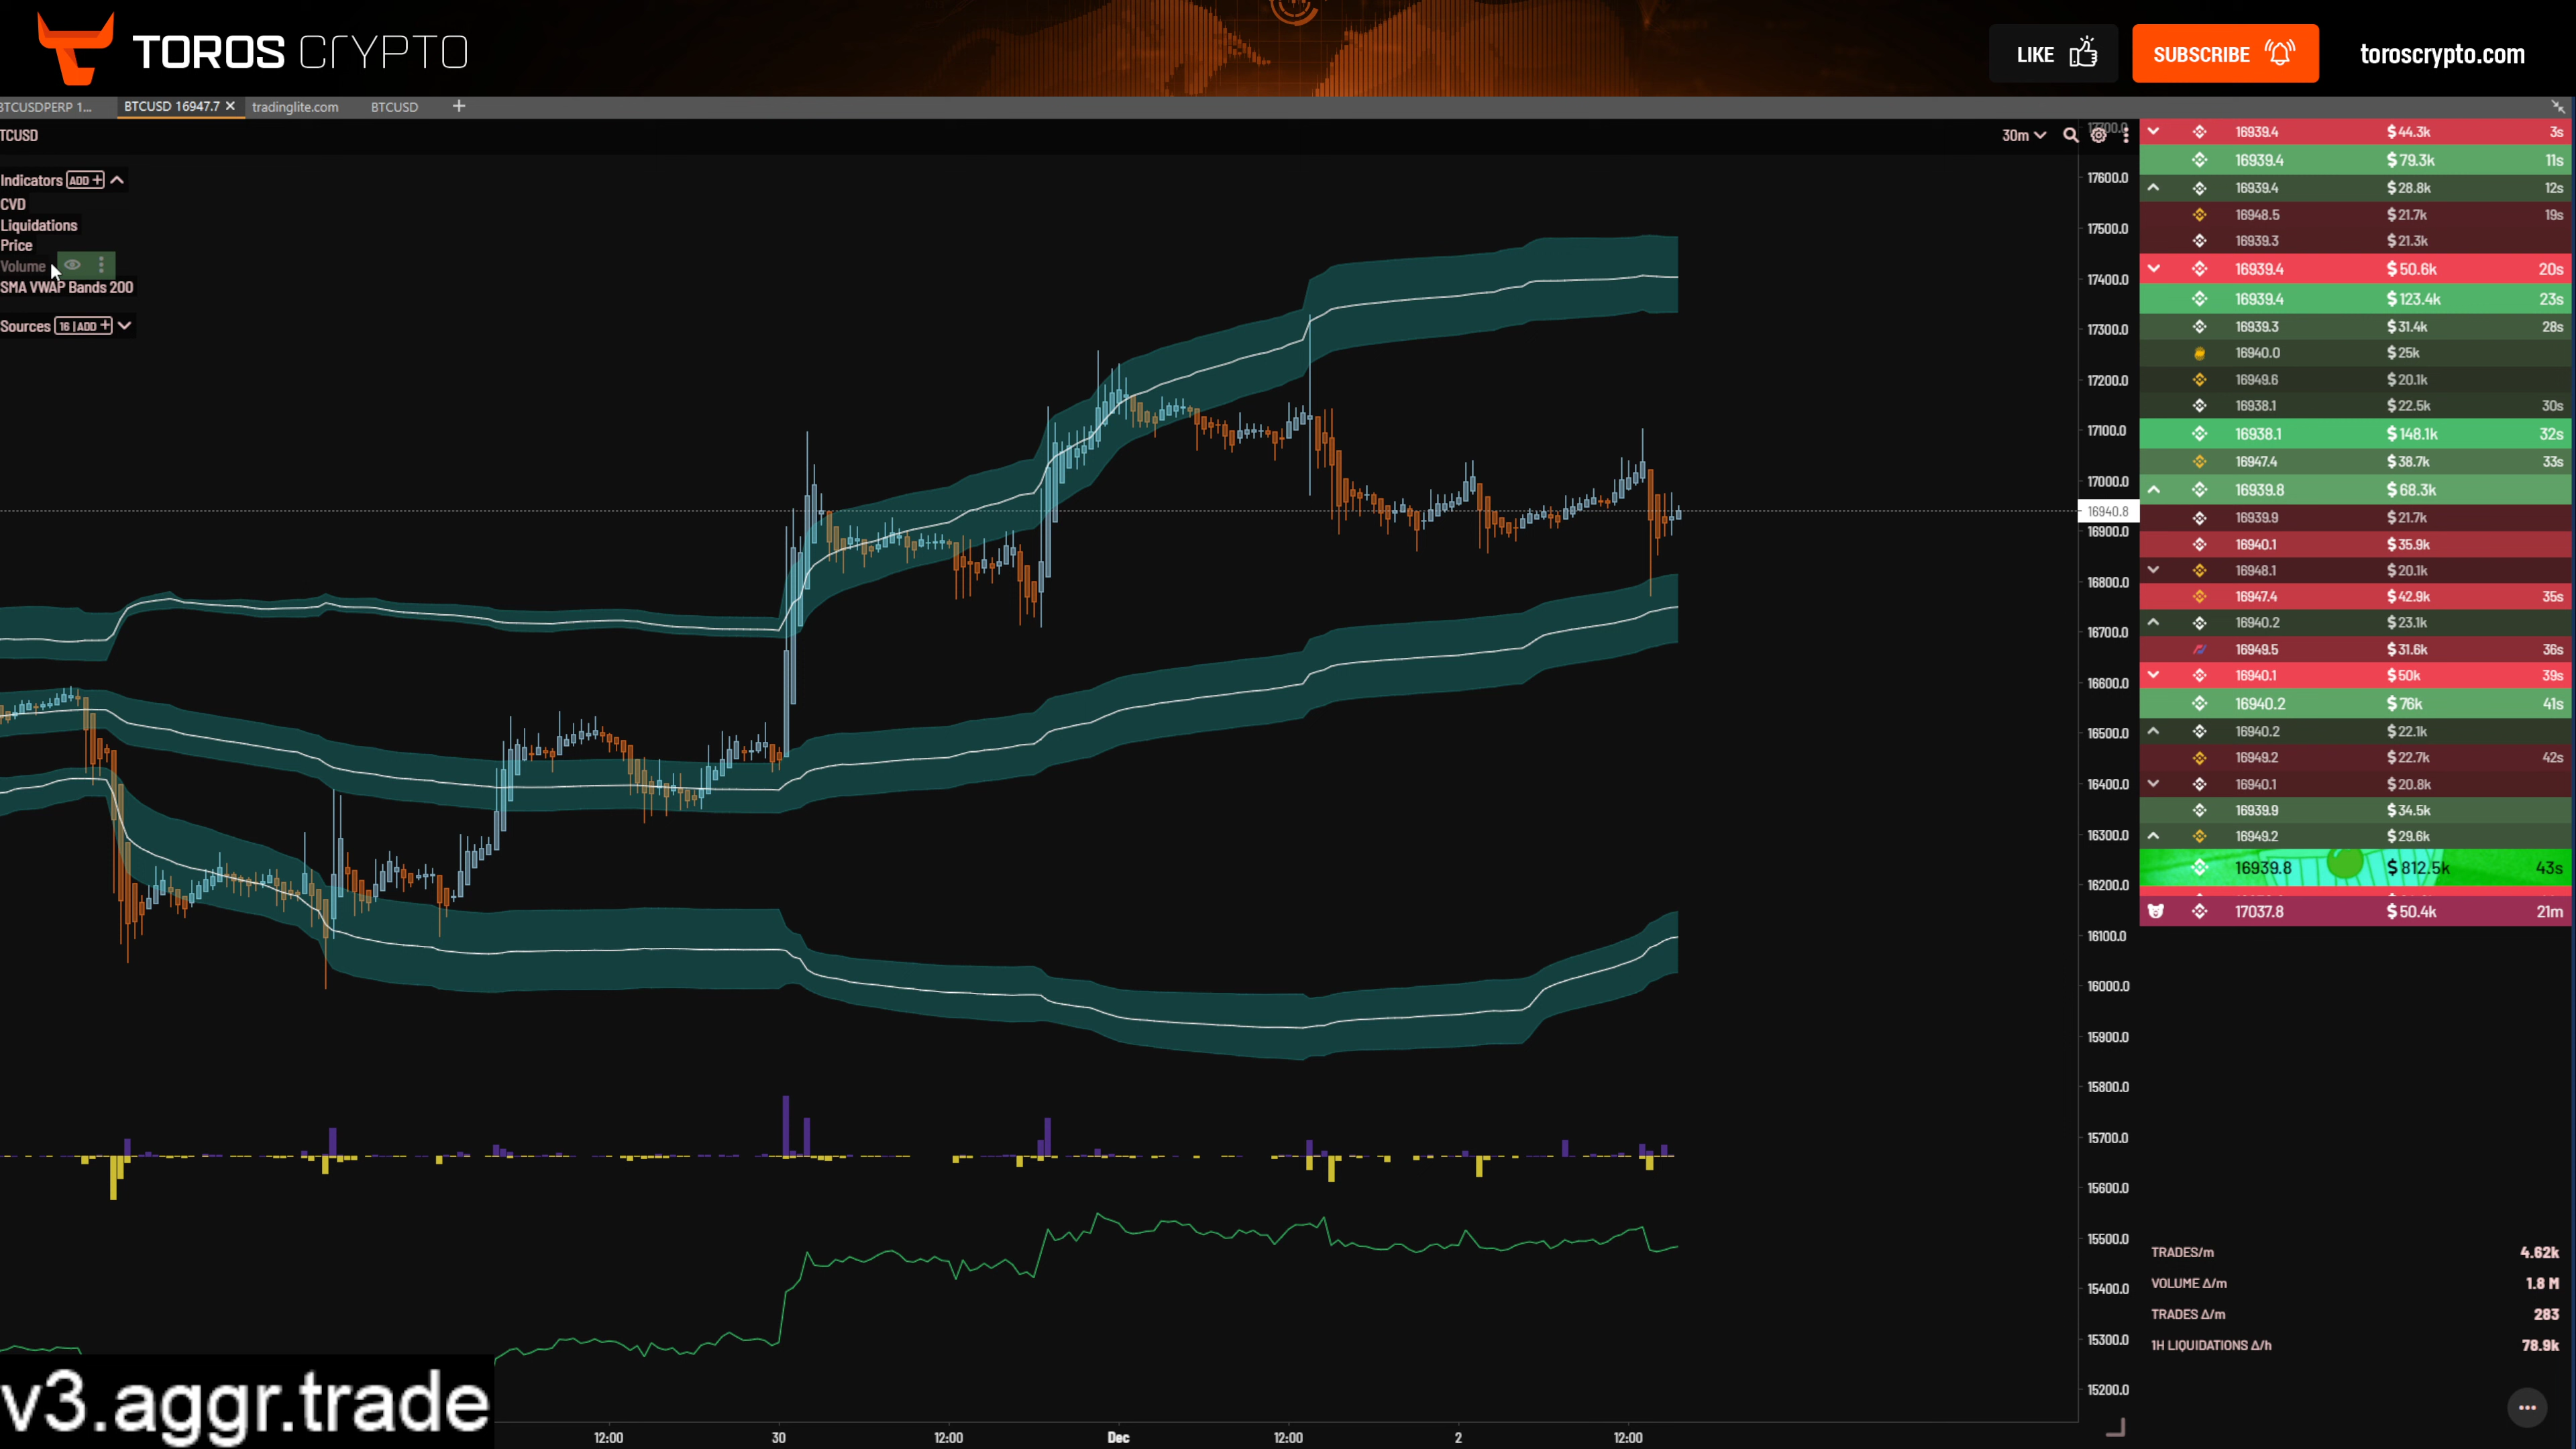 TOROS CRYPTO
LIKE
SUBSCRIBE
toroscrypto.com
BTCUSDPERP 1...
BTCUSD 16947.7 ×
tradinglite.com
BTCUSD
+
TCUSD
30m
Indicators ADD +
CVD
Liquidations
Price
Volume
SMA VWAP Bands 200
Sources 16 | ADD +
17700.0
17600.0
17500.0
17400.0
17300.0
17200.0
17100.0
17000.0
16940.8
16900.0
16800.0
16700.0
16600.0
16500.0
16400.0
16300.0
16200.0
16100.0
16000.0
15900.0
15800.0
15700.0
15600.0
15500.0
15400.0
15300.0
15200.0
16939.4 $44.3k 3s
16939.4 $79.3k 11s
16939.4 $28.8k 12s
16948.5 $21.7k 19s
16939.3 $21.3k
16939.4 $50.6k 20s
16939.4 $123.4k 23s
16939.3 $31.4k 28s
16940.0 $25k
16949.6 $20.1k
16938.1 $22.5k 30s
16938.1 $148.1k 32s
16947.4 $38.7k 33s
16939.8 $68.3k
16939.9 $21.7k
16940.1 $35.9k
16948.1 $20.1k
16947.4 $42.9k 35s
16940.2 $23.1k
16949.5 $31.6k 36s
16940.1 $50k 39s
16940.2 $76k 41s
16940.2 $22.1k
16949.2 $22.7k 42s
16940.1 $20.8k
16939.9 $34.5k
16949.2 $29.6k
16939.8 $812.5k 43s
17037.8 $50.4k 21m
TRADES/m 4.62k
VOLUME Δ/m 1.8 M
TRADES Δ/m 283
1H LIQUIDATIONS Δ/h 78.9k
v3.aggr.trade
12:00
30
12:00
Dec
12:00
2
12:00